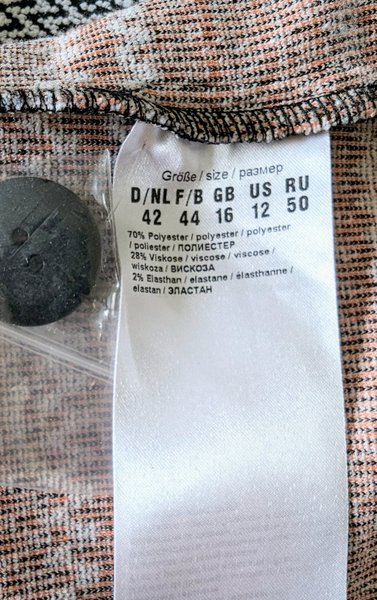 Größe / size / размер
D/NL F/B GB US RU
42 44 16 12 50
70% Polyester / polyester / polyester
/ poliester / ПОЛИЕСТЕР
28% Viskose / viscose / viscose /
wiskoza / ВИСКОЗА
2% Elasthan / elastane / élasthanne /
elastan / ЭЛАСТАН